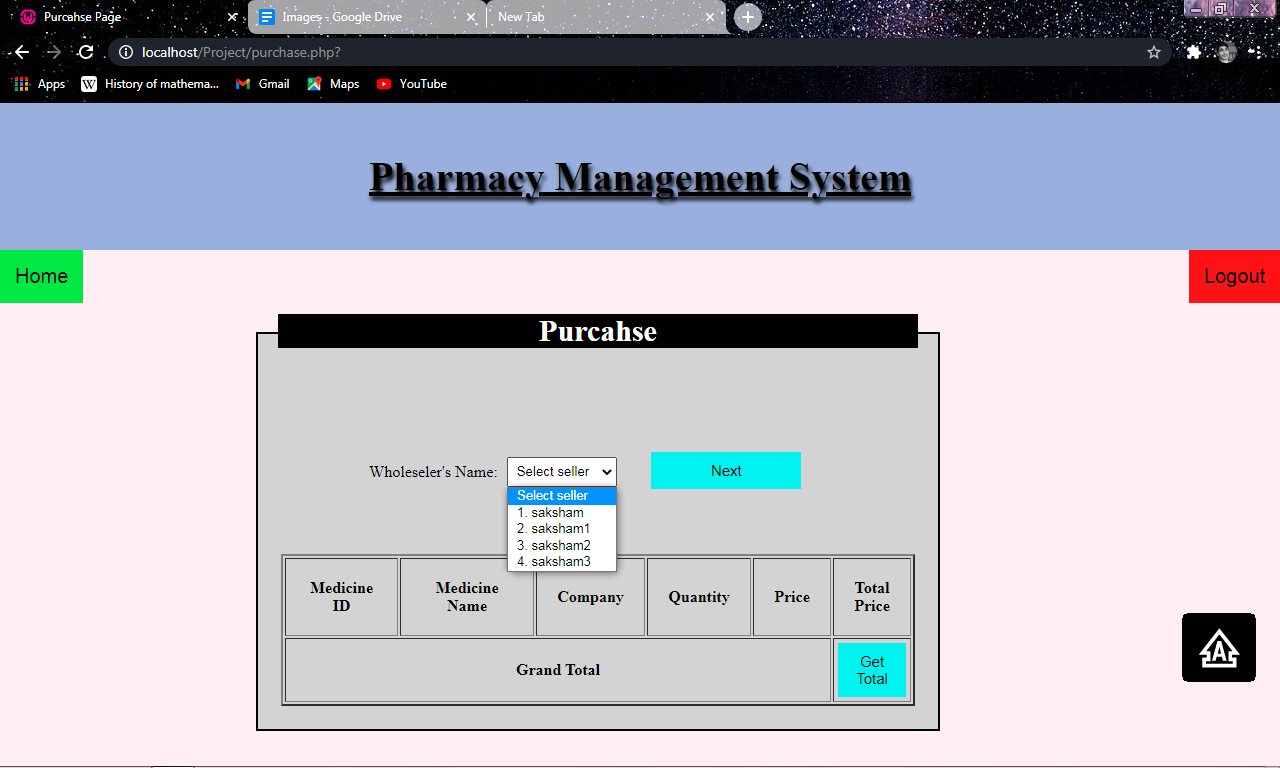 Purcahse Page
Images - Google Drive
New Tab
localhost/Project/purchase.php?
Apps
W
History of mathema...
Gmail
Maps
YouTube
Pharmacy Management System
Home
Logout
Purcahse
Wholeseler's Name:
Select seller
Next
Select seller
1. saksham
2. saksham1
3. saksham2
4. saksham3
Medicine
ID
Medicine
Name
Company
Quantity
Price
Total
Price
Grand Total
Get
Total
A